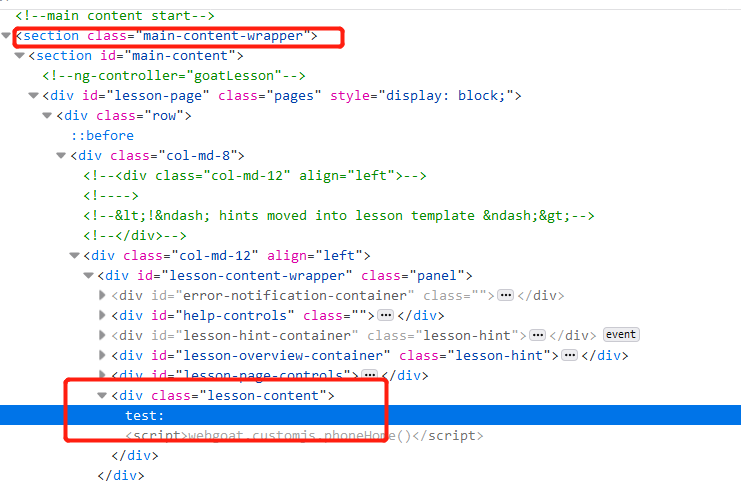 <!--main content start-->
<section class="main-content-wrapper">
<section id="main-content">
<!--ng-controller="goatLesson"-->
<div id="lesson-page" class="pages" style="display: block;">
<div class="row">
::before
<div class="col-md-8">
<!--<div class="col-md-12" align="left">-->
<!---->
<!--&lt;!&ndash; hints moved into lesson template &ndash;&gt;-->
<!--</div>-->
<div class="col-md-12" align="left">
<div id="lesson-content-wrapper" class="panel">
<div id="error-notification-container" class="">…</div>
<div id="help-controls" class="">…</div>
<div id="lesson-hint-container" class="lesson-hint">…</div> event
<div id="lesson-overview-container" class="lesson-hint">…</div>
<div id="lesson-page-controls">…</div>
<div class="lesson-content">
test:
<script>webgoat.customjs.phoneHome()</script>
</div>
</div>